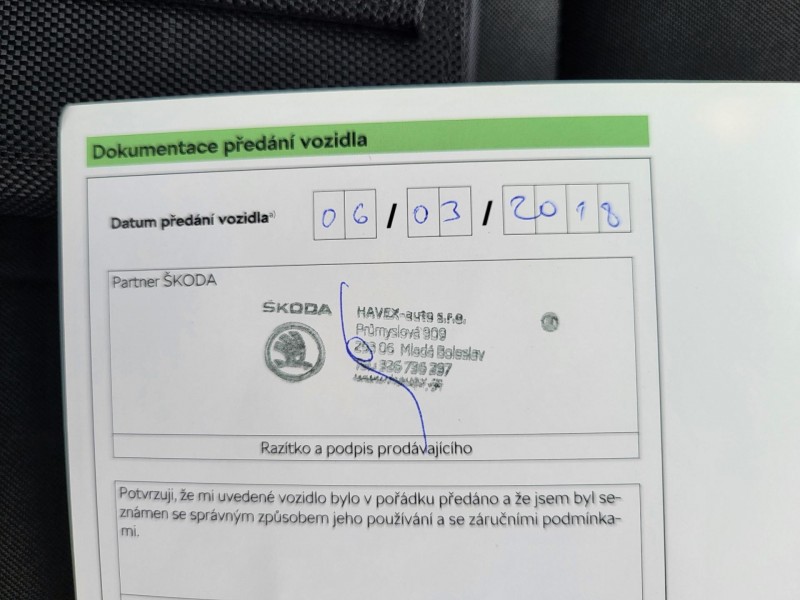 Dokumentace předání vozidla
Datum předání vozidla a) 06 / 03 / 2018
Partner ŠKODA
ŠKODA
HAVEX-auto s.r.o.
Průmyslová 909
293 06 Mladá Boleslav
Razítko a podpis prodávajícího
Potvrzuji, že mi uvedené vozidlo bylo v pořádku předáno a že jsem byl se-
známen se správným způsobem jeho používání a se záručními podmínka-
mi.